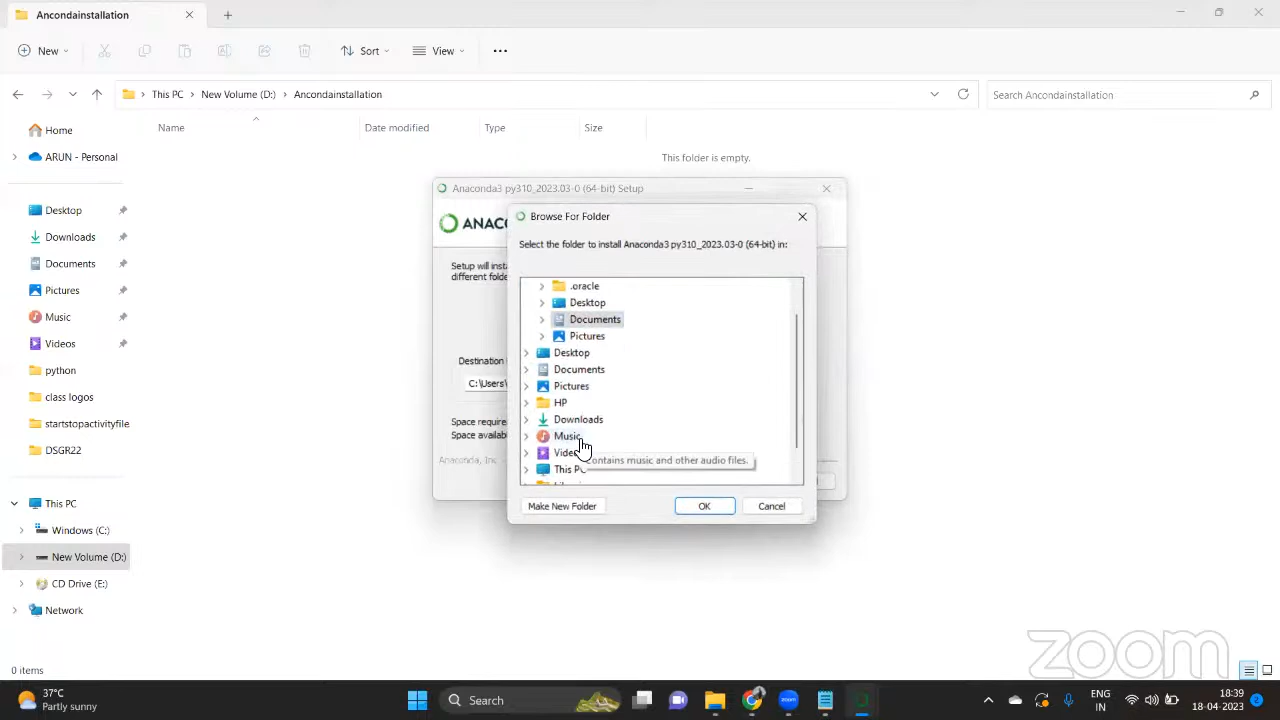 Ancondainstallation
New
Sort
View
This PC > New Volume (D:) > Ancondainstallation
Search Ancondainstallation
Name
Date modified
Type
Size
This folder is empty.
Home
ARUN - Personal
Desktop
Downloads
Documents
Pictures
Music
Videos
python
class logos
startstopactivityfile
DSGR22
This PC
Windows (C:)
New Volume (D:)
CD Drive (E:)
Network
0 items
Anaconda3 py310_2023.03-0 (64-bit) Setup
Setup will
different
Destination
C:\Users\
Space
Space
Anaconda, Inc
Browse For Folder
Select the folder to install Anaconda3 py310_2023.03-0 (64-bit) in:
.oracle
Desktop
Documents
Pictures
Desktop
Documents
Pictures
HP
Downloads
Music
This PC
contains music and other audio files.
Make New Folder
OK
Cancel
zoom
37°C
Partly sunny
Search
zoom
ENG
IN
18:39
18-04-2023